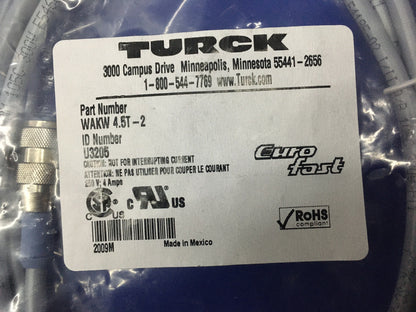 TURCK
3000 Campus Drive Minneapolis, Minnesota 55441-2656
1-800-544-7769 www.Turck.com
Part Number
WAKW 4.5T-2
ID Number
U3206
CAUTION: NOT FOR INTERRUPTING CURRENT
ATTENTION: NE PAS UTILISER POUR COUPER LE COURANT
250 V; 4 Amps
Euro
fast
C US
C US
RoHS
compliant
2009M
Made in Mexico